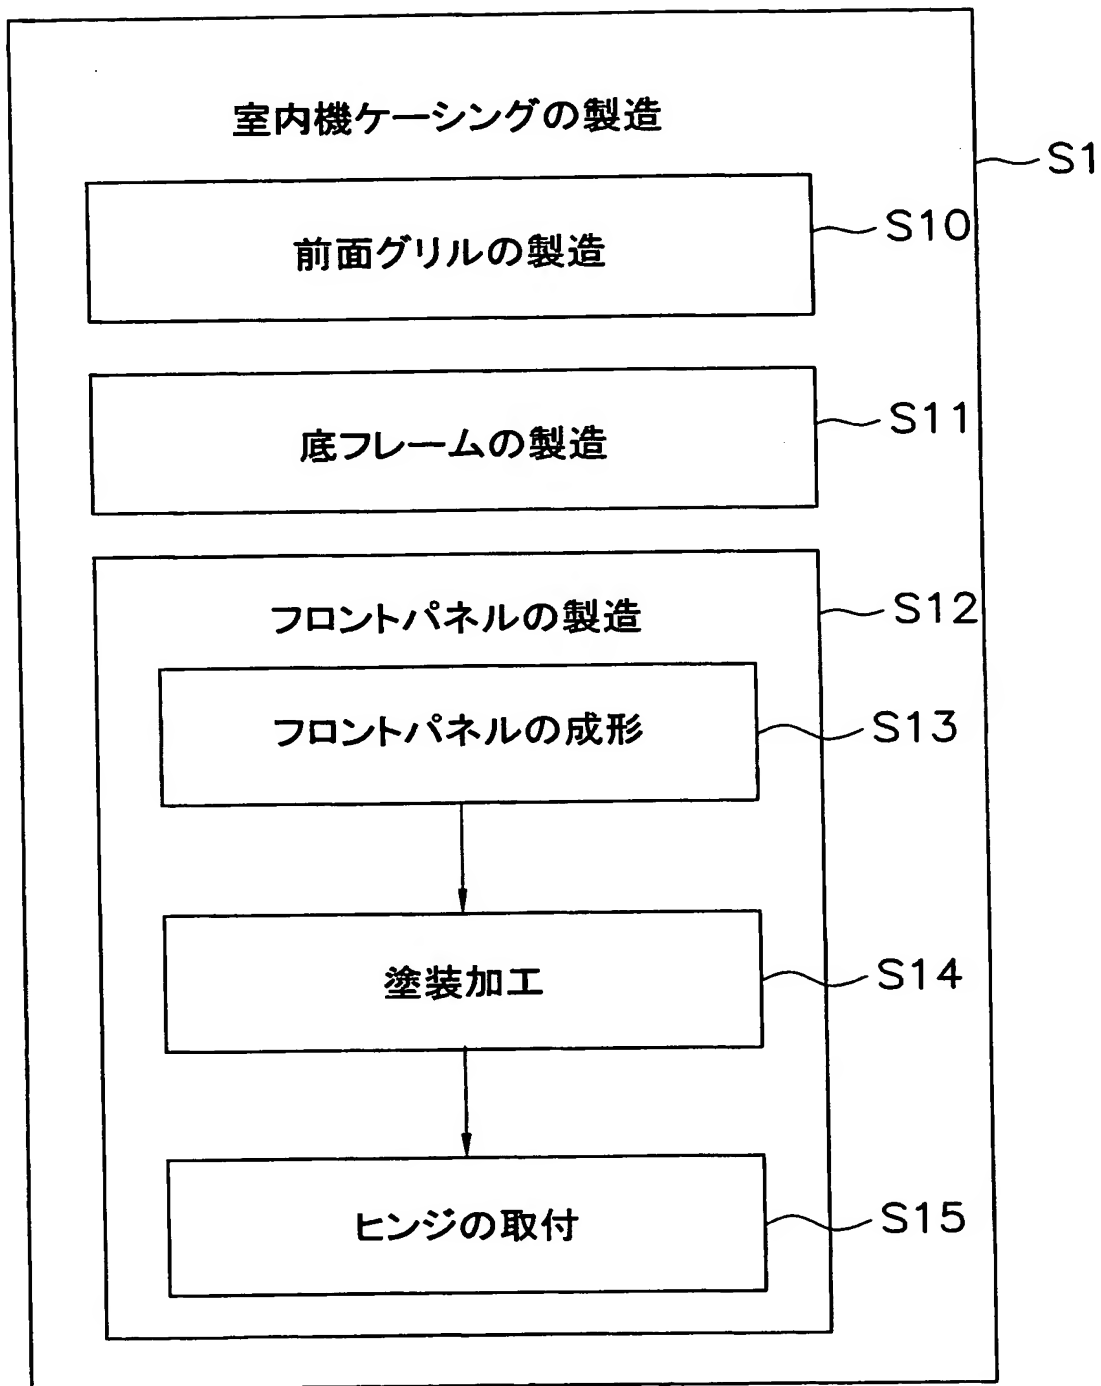 室内機ケーシングの製造
S1
前面グリルの製造
S10
底フレームの製造
S11
フロントパネルの製造
S12
フロントパネルの成形
S13
塗装加工
S14
ヒンジの取付
S15